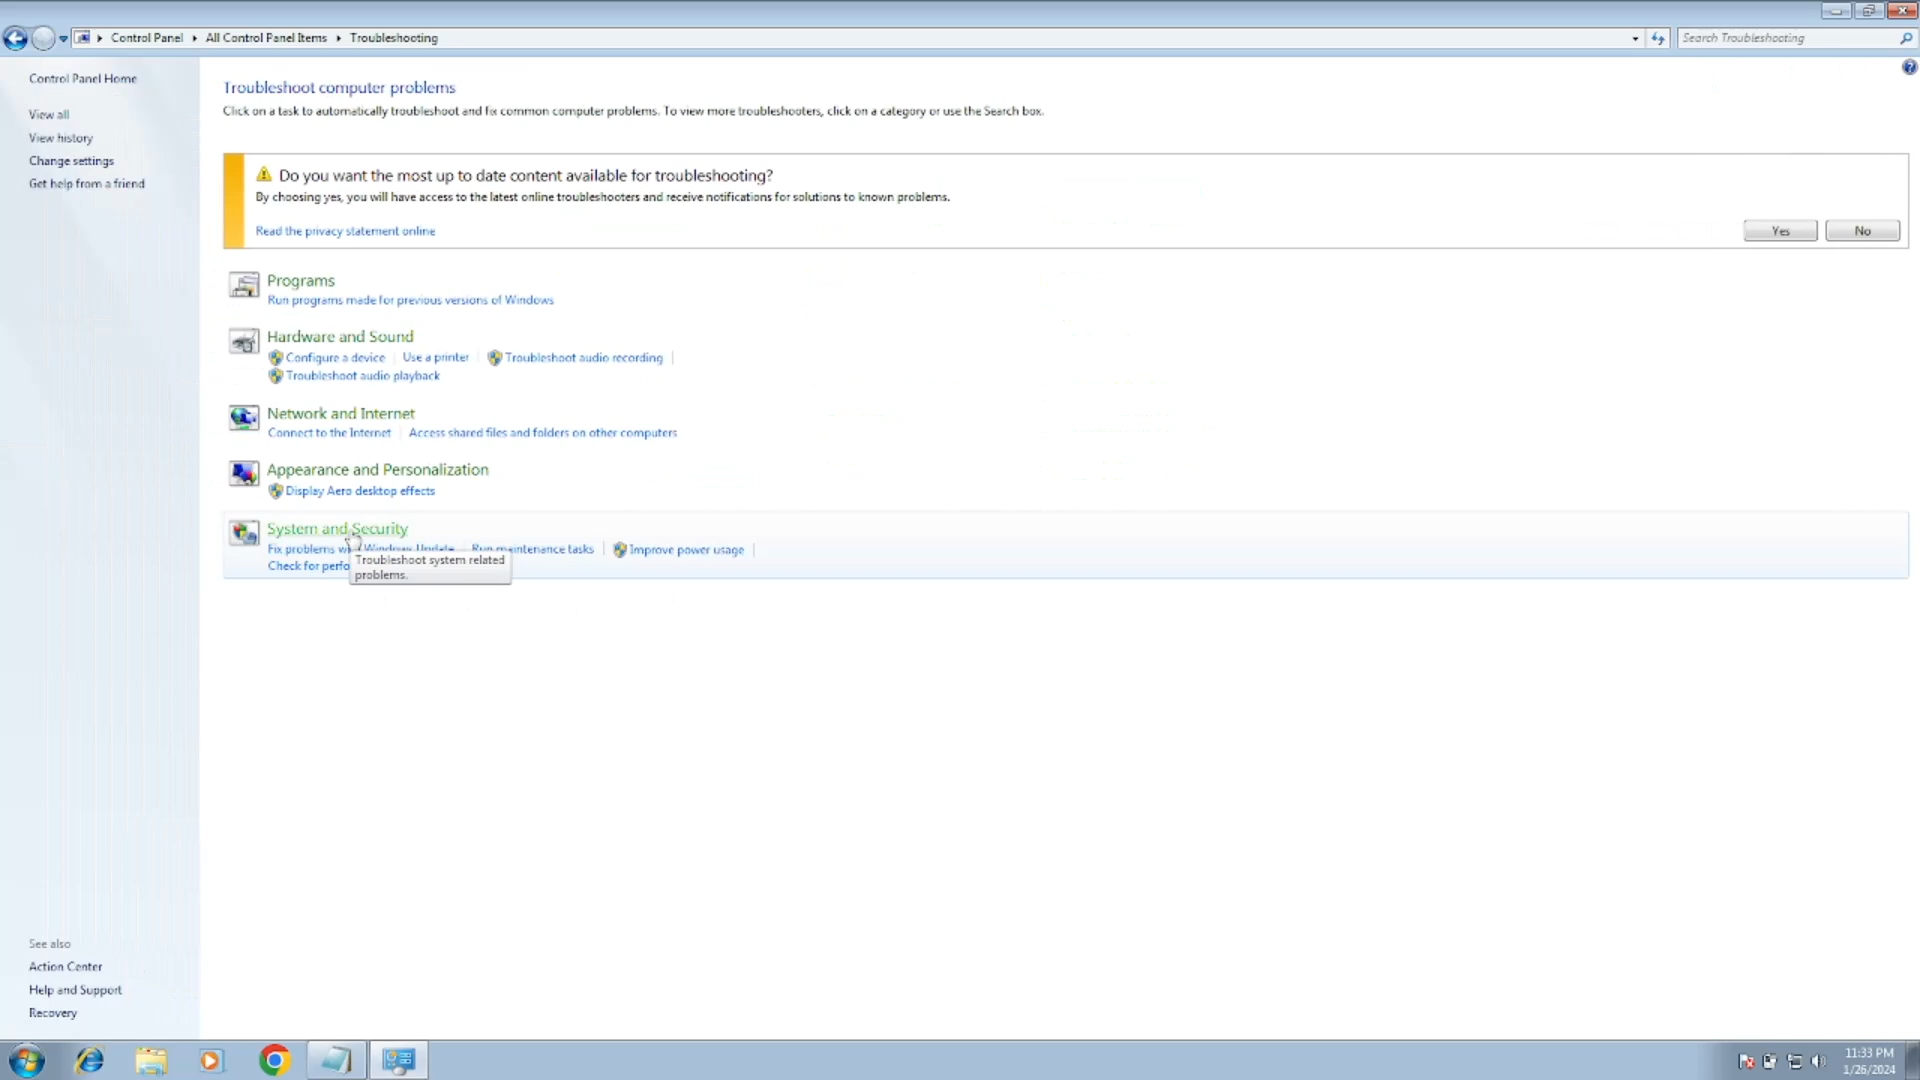 Control Panel
All Control Panel Items
Troubleshooting
Search Troubleshooting
Control Panel Home
View all
View history
Change settings
Get help from a friend
Troubleshoot computer problems
Click on a task to automatically troubleshoot and fix common computer problems. To view more troubleshooters, click on a category or use the Search box.
Do you want the most up to date content available for troubleshooting?
By choosing yes, you will have access to the latest online troubleshooters and receive notifications for solutions to known problems.
Read the privacy statement online
Yes
No
Programs
Run programs made for previous versions of Windows
Hardware and Sound
Configure a device
Use a printer
Troubleshoot audio recording
Troubleshoot audio playback
Network and Internet
Connect to the Internet
Access shared files and folders on other computers
Appearance and Personalization
Display Aero desktop effects
System and Security
Fix problems Windows Update
Run maintenance tasks
Improve power usage
Check for
Troubleshoot system related
problems.
See also
Action Center
Help and Support
Recovery
11:33 PM
1/26/2024